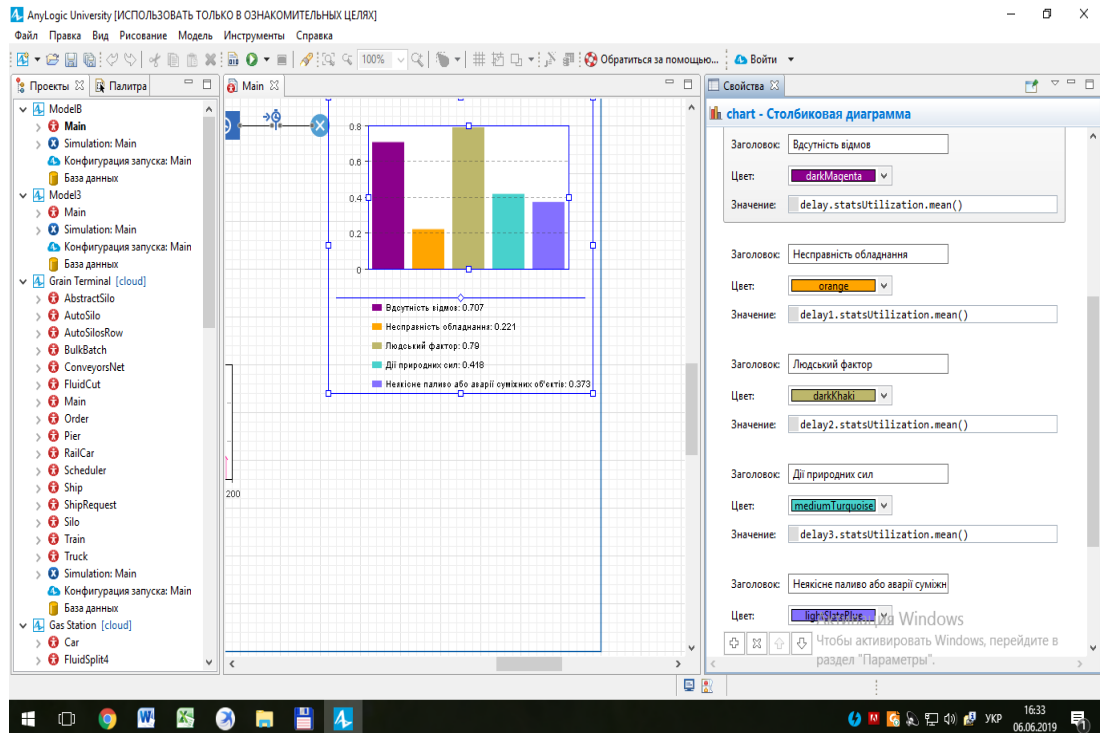 AnyLogic University [ИСПОЛЬЗОВАТЬ ТОЛЬКО В ОЗНАКОМИТЕЛЬНЫХ ЦЕЛЯХ]
Файл Правка Вид Рисование Модель Инструменты Справка
100% Обратиться за помощью... Войти
Проекты Палитра
ModelB
Main
Simulation: Main
Конфигурация запуска: Main
База данных
Model3
Main
Simulation: Main
Конфигурация запуска: Main
База данных
Grain Terminal [cloud]
AbstractSilo
AutoSilo
AutoSilosRow
BulkBatch
ConveyorsNet
FluidCut
Main
Order
Pier
RailCar
Scheduler
Ship
ShipRequest
Silo
Train
Truck
Simulation: Main
Конфигурация запуска: Main
База данных
Gas Station [cloud]
Car
FluidSplit4
Main
0.8
0.6
0.4
0.2
0
Вдсутність відмов: 0.707
Несправність обладнання: 0.221
Людський фактор: 0.79
Дії природних сил: 0.418
Неякісне паливо або аварії суміжних об'єктів: 0.373
200
Свойства
chart - Столбиковая диаграмма
Заголовок: Вдсутність відмов
Цвет: darkMagenta
Значение: delay.statsUtilization.mean()
Заголовок: Несправність обладнання
Цвет: orange
Значение: delay1.statsUtilization.mean()
Заголовок: Людський фактор
Цвет: darkKhaki
Значение: delay2.statsUtilization.mean()
Заголовок: Дії природних сил
Цвет: mediumTurquoise
Значение: delay3.statsUtilization.mean()
Заголовок: Неякісне паливо або аварії суміжн
Цвет: lightSlateBlue
Windows
Чтобы активировать Windows, перейдите в
раздел "Параметры".
W
УКР
16:33
06.06.2019
1